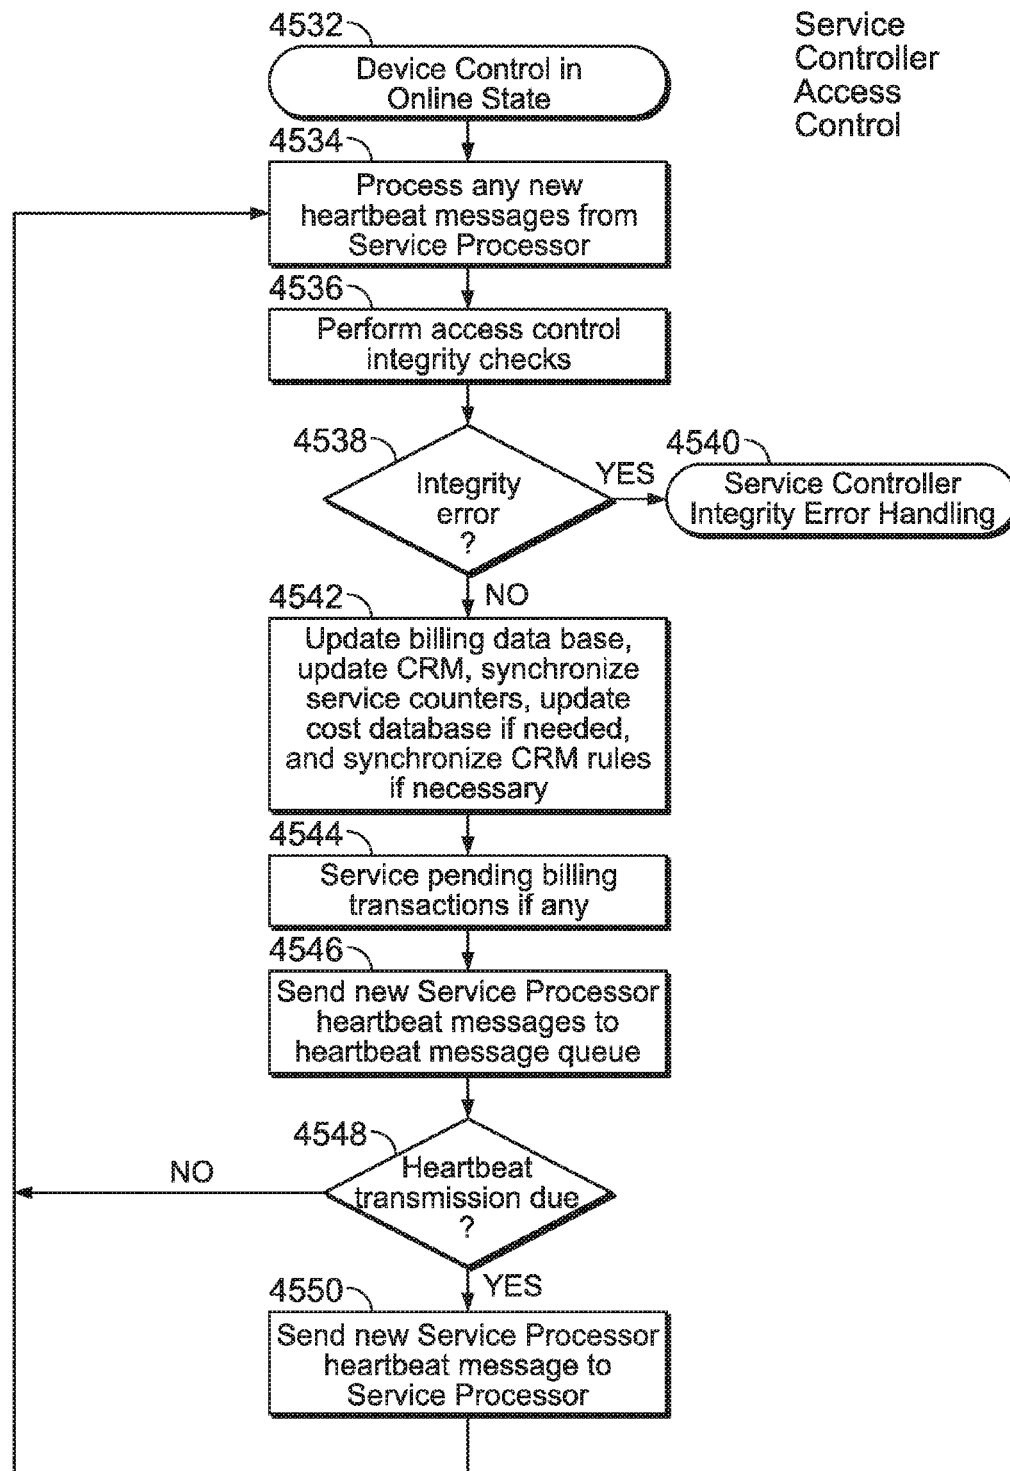 4532
Service
Controller
Access
Control
Device Control in
Online State
4534
Process any new
heartbeat messages from
Service Processor
4536
Perform access control
integrity checks
4538
Integrity
error
?
YES
4540
Service Controller
Integrity Error Handling
NO
4542
Update billing data base,
update CRM, synchronize
service counters, update
cost database if needed,
and synchronize CRM rules
if necessary
4544
Service pending billing
transactions if any
4546
Send new Service Processor
heartbeat messages to
heartbeat message queue
4548
Heartbeat
transmission due
?
NO
YES
4550
Send new Service Processor
heartbeat message to
Service Processor